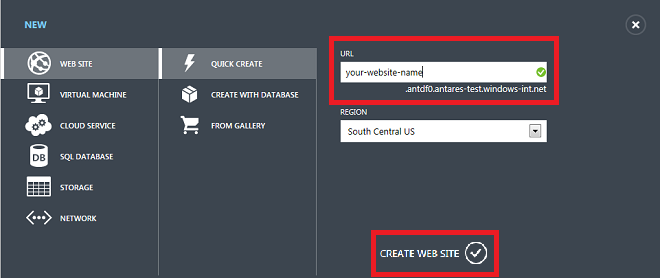 NEW
WEB SITE
VIRTUAL MACHINE
CLOUD SERVICE
DB
SQL DATABASE
STORAGE
NETWORK
QUICK CREATE
CREATE WITH DATABASE
FROM GALLERY
URL
your-website-name
.antdf0.antares-test.windows-int.net
REGION
South Central US
CREATE WEB SITE